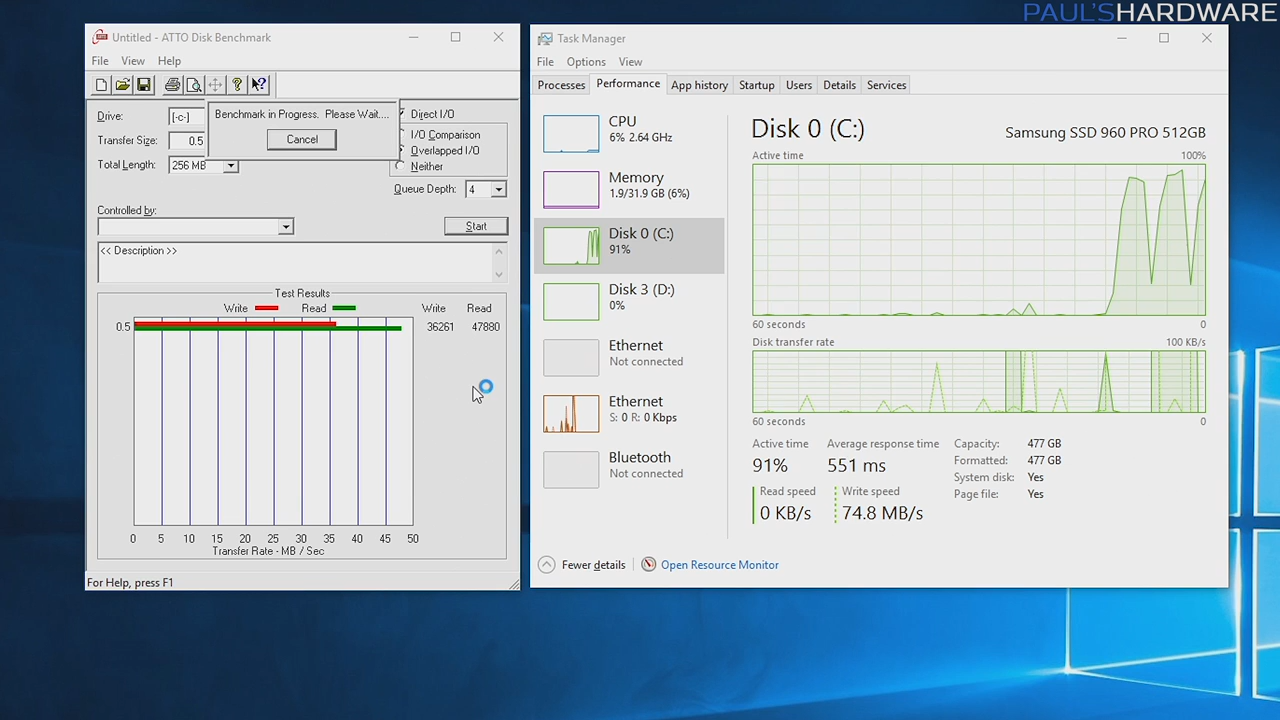 PAUL'SHARDWARE
Untitled - ATTO Disk Benchmark
File View Help
Drive: [-c-]
Transfer Size: 0.5
Total Length: 256 MB
Benchmark in Progress. Please Wait....
Cancel
Direct I/O
I/O Comparison
Overlapped I/O
Neither
Queue Depth: 4
Controlled by:
Start
<< Description >>
Test Results
Write Read Write Read
0.5 36261 47880
0 5 10 15 20 25 30 35 40 45 50
Transfer Rate - MB / Sec
For Help, press F1
Task Manager
File Options View
Processes Performance App history Startup Users Details Services
CPU
6% 2.64 GHz
Memory
1.9/31.9 GB (6%)
Disk 0 (C:)
91%
Disk 3 (D:)
0%
Ethernet
Not connected
Ethernet
S: 0 R: 0 Kbps
Bluetooth
Not connected
Disk 0 (C:) Samsung SSD 960 PRO 512GB
Active time 100%
60 seconds 0
Disk transfer rate 100 KB/s
60 seconds 0
Active time
91%
Average response time
551 ms
Read speed
0 KB/s
Write speed
74.8 MB/s
Capacity: 477 GB
Formatted: 477 GB
System disk: Yes
Page file: Yes
Fewer details Open Resource Monitor